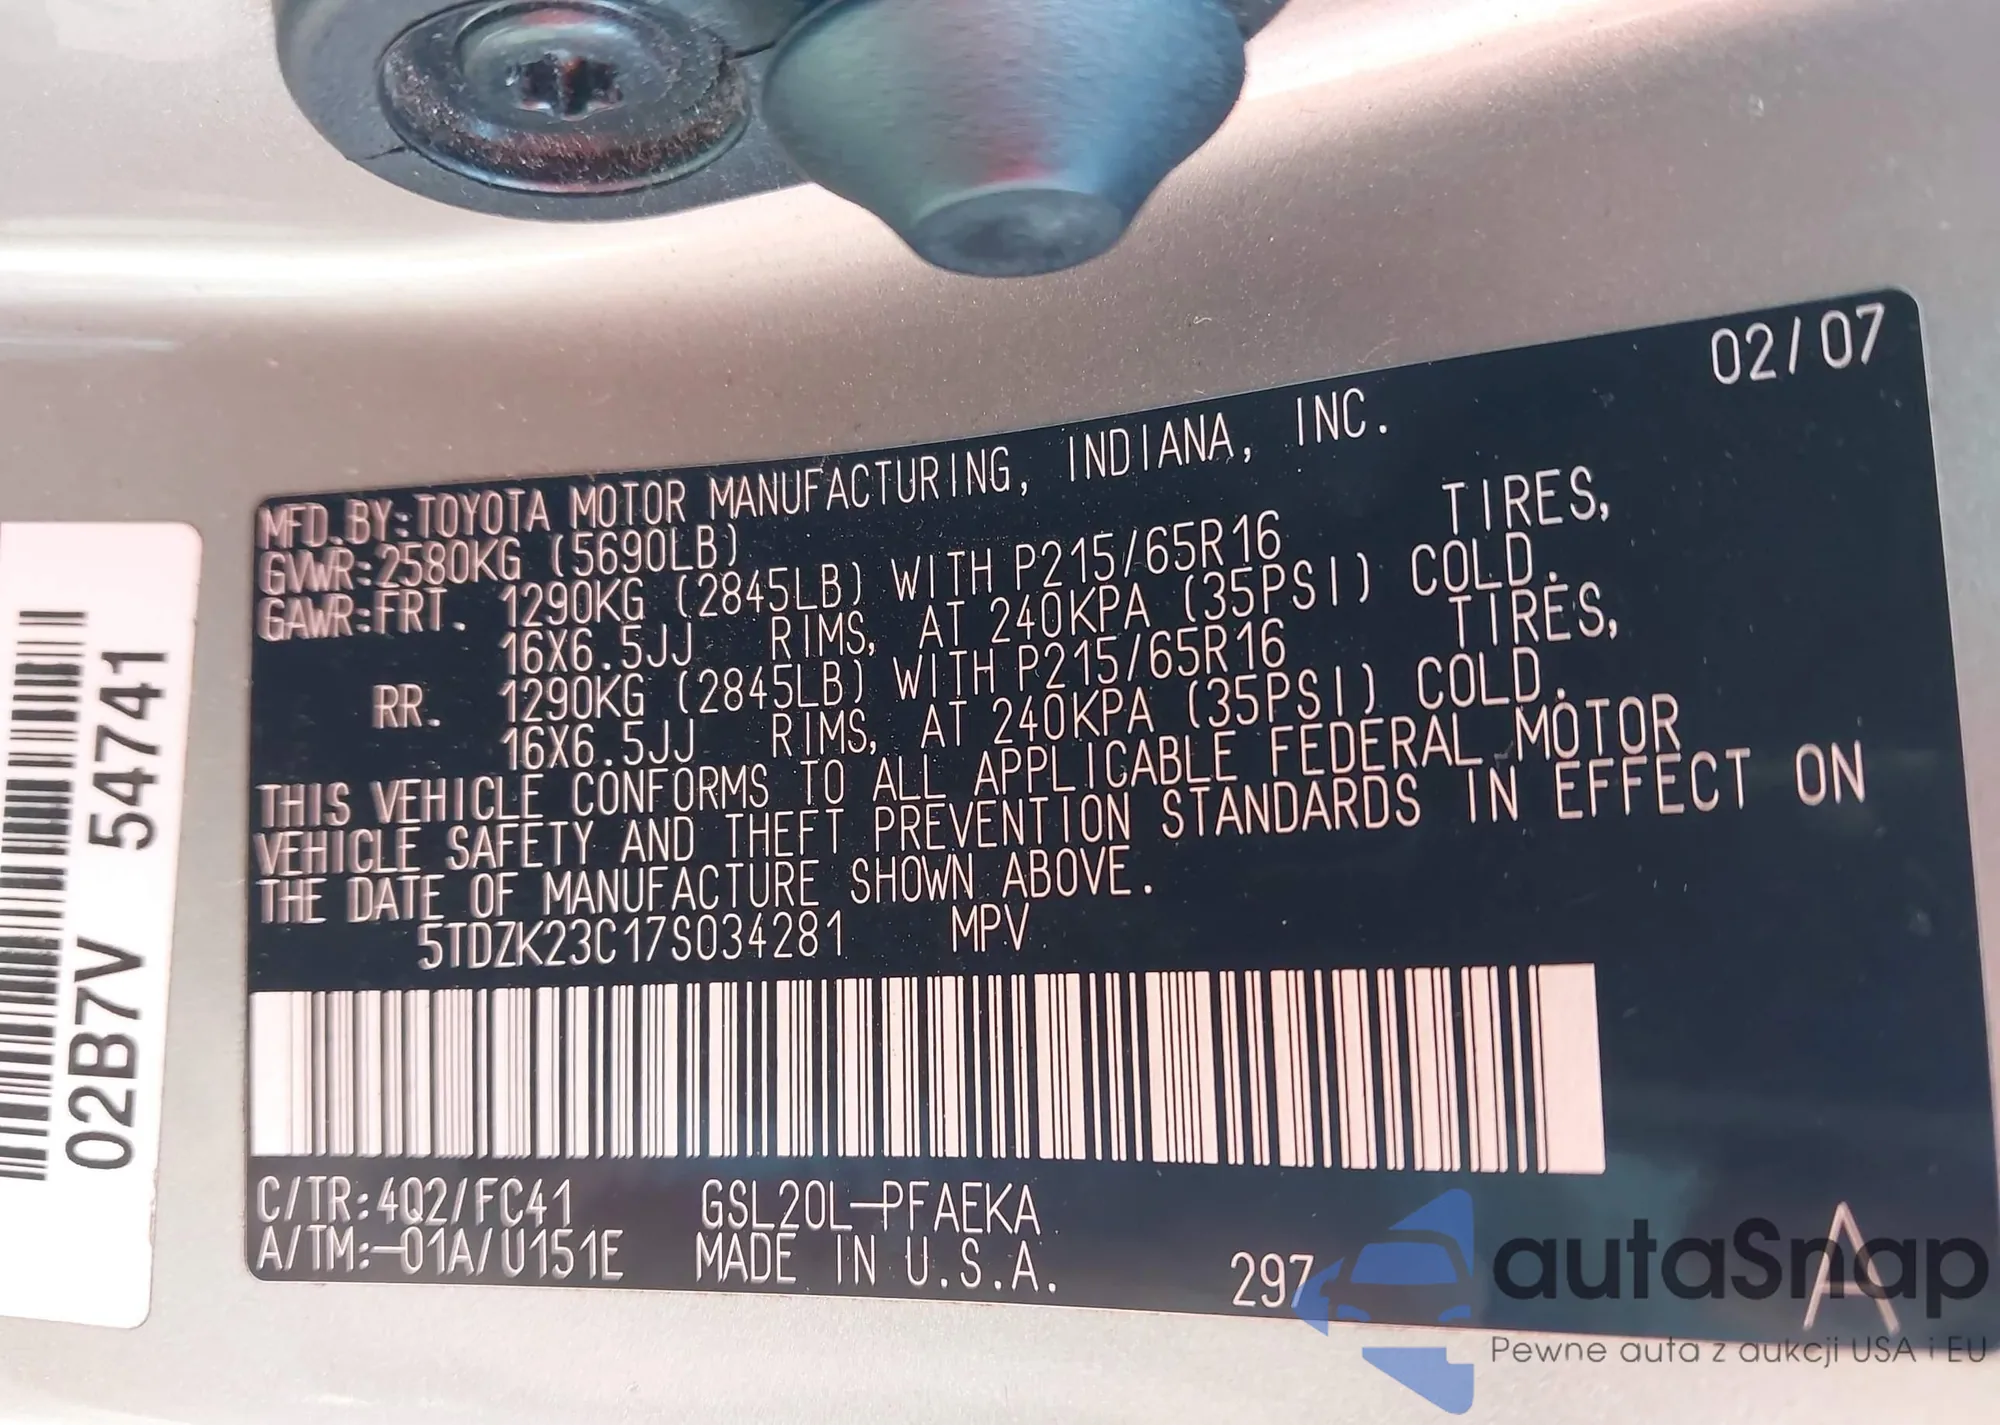 02/07
MFD.BY:TOYOTA MOTOR MANUFACTURING, INDIANA, INC.
GVWR:2580KG (5690LB)
GAWR:FRT. 1290KG (2845LB) WITH P215/65R16 TIRES,
16X6.5JJ RIMS, AT 240KPA (35PSI) COLD.
RR. 1290KG (2845LB) WITH P215/65R16 TIRES,
16X6.5JJ RIMS, AT 240KPA (35PSI) COLD.
THIS VEHICLE CONFORMS TO ALL APPLICABLE FEDERAL MOTOR
VEHICLE SAFETY AND THEFT PREVENTION STANDARDS IN EFFECT ON
THE DATE OF MANUFACTURE SHOWN ABOVE.
5TDZK23C17S034281 MPV
C/TR:4Q2/FC41 GSL20L-PFAEKA
A/TM:-01A/U151E MADE IN U.S.A.
297
A
02B7V 54741
autaSnap
Pewne auta z aukcji USA i EU